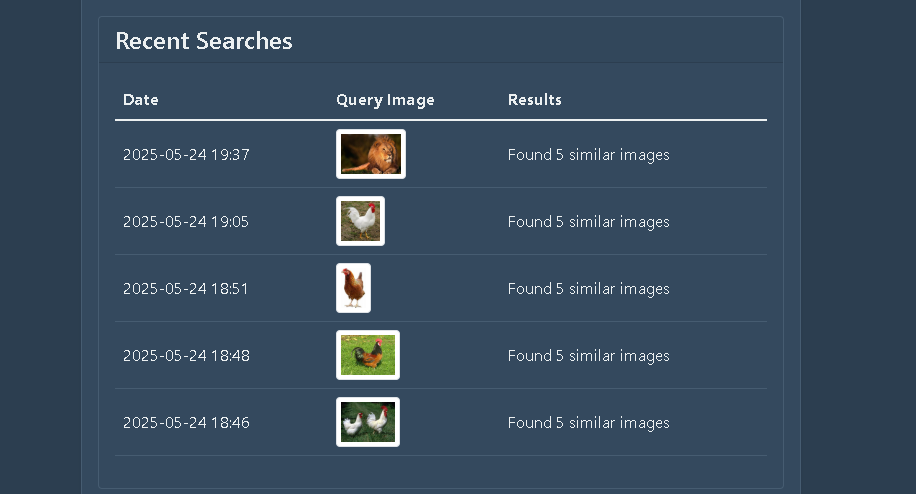 Recent Searches
Date Query Image Results
2025-05-24 19:37 Found 5 similar images
2025-05-24 19:05 Found 5 similar images
2025-05-24 18:51 Found 5 similar images
2025-05-24 18:48 Found 5 similar images
2025-05-24 18:46 Found 5 similar images